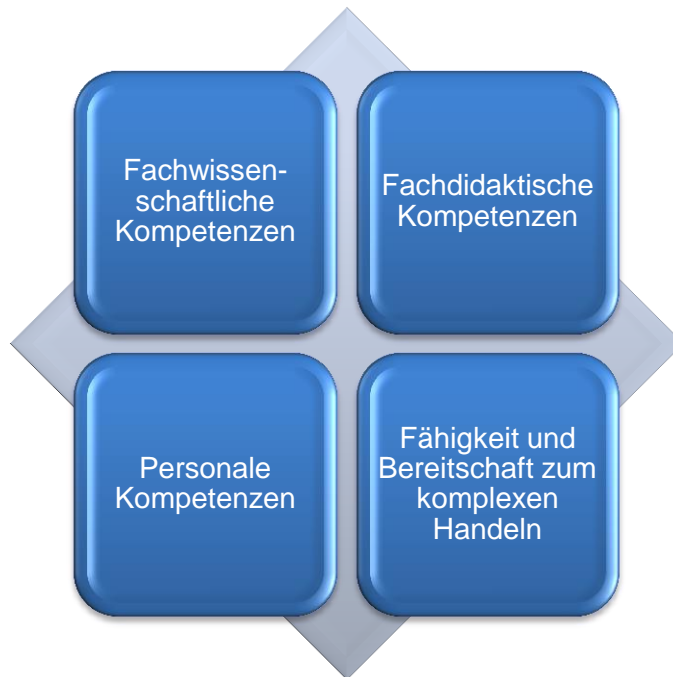 Fachwissen-
schaftliche
Kompetenzen
Fachdidaktische
Kompetenzen
Personale
Kompetenzen
Fähigkeit und
Bereitschaft zum
komplexen
Handeln